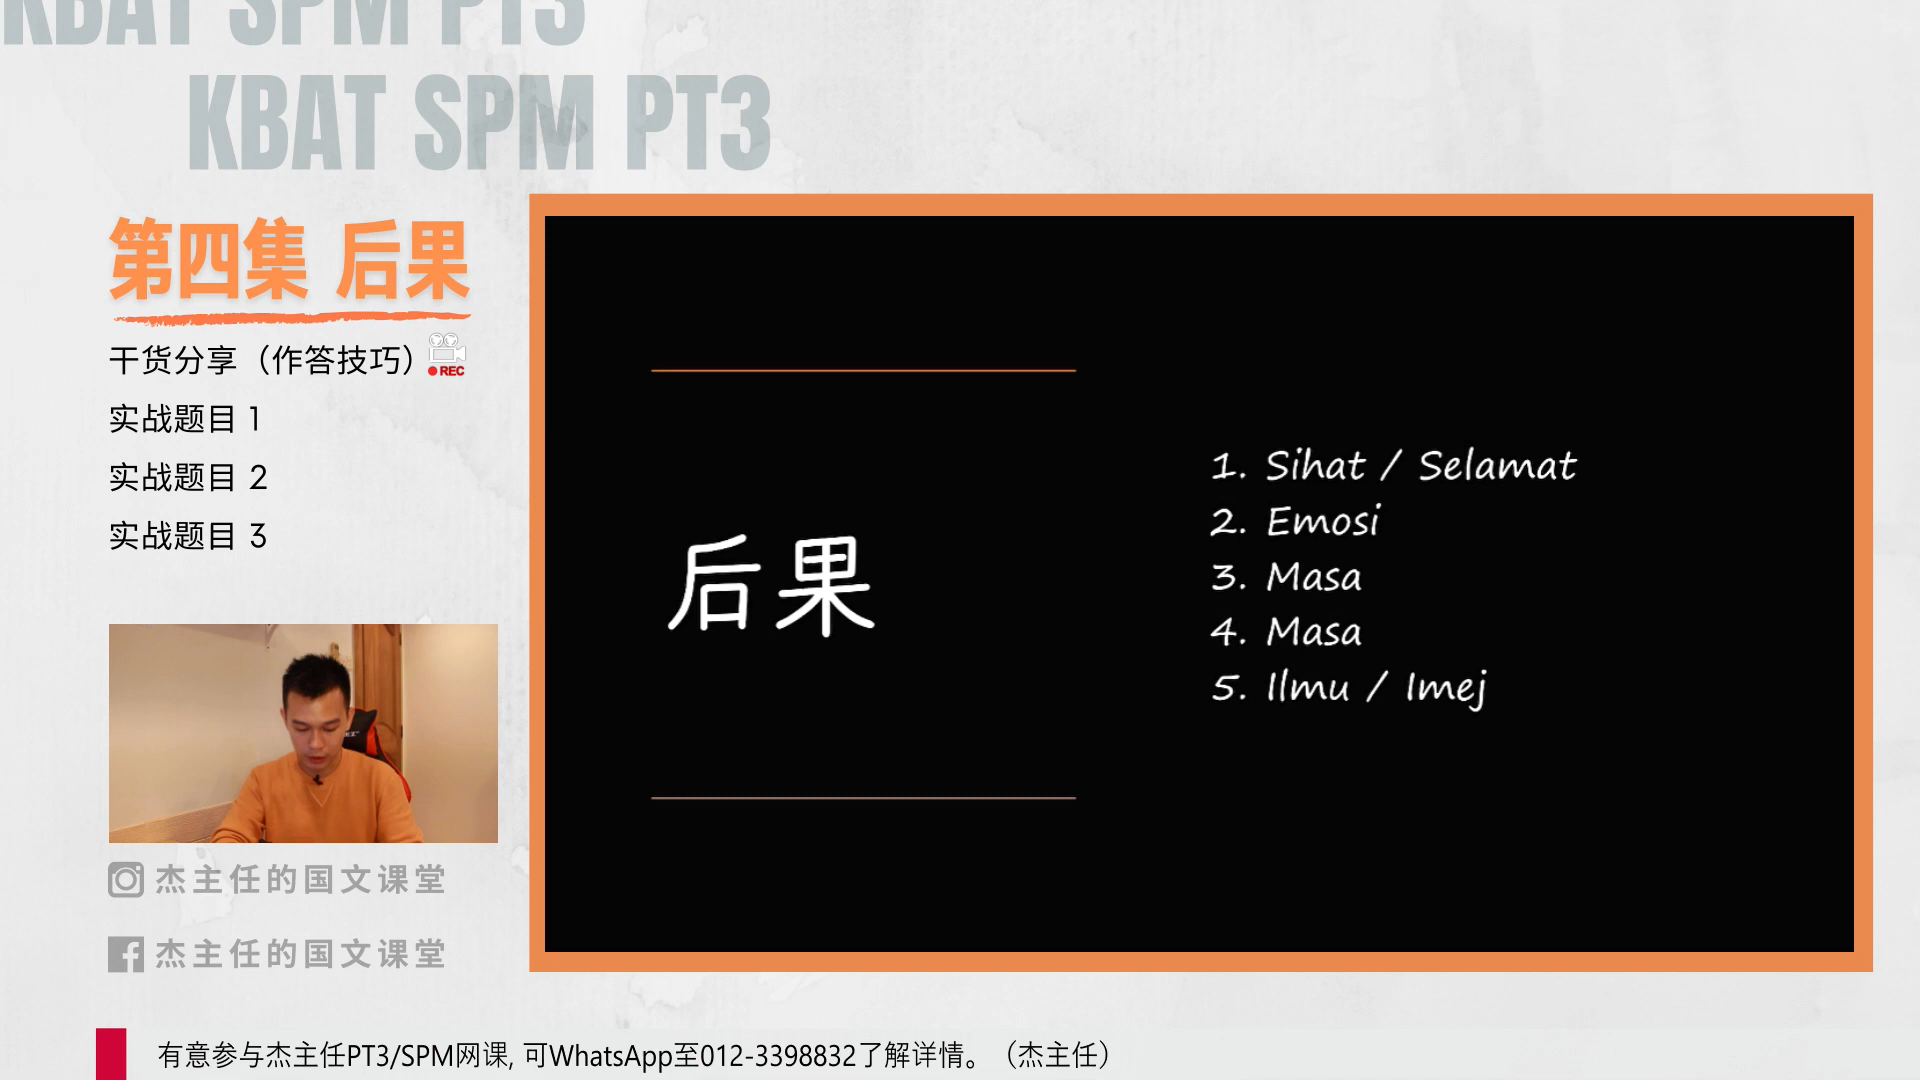 KBAT SPM PT3
KBAT SPM PT3
第四集 后果
干货分享（作答技巧）
REC
实战题目 1
实战题目 2
实战题目 3
后果
1. Sihat / Selamat
2. Emosi
3. Masa
4. Masa
5. Ilmu / Imej
杰主任的国文课堂
杰主任的国文课堂
有意参与杰主任PT3/SPM网课, 可WhatsApp至012-3398832了解详情。（杰主任）